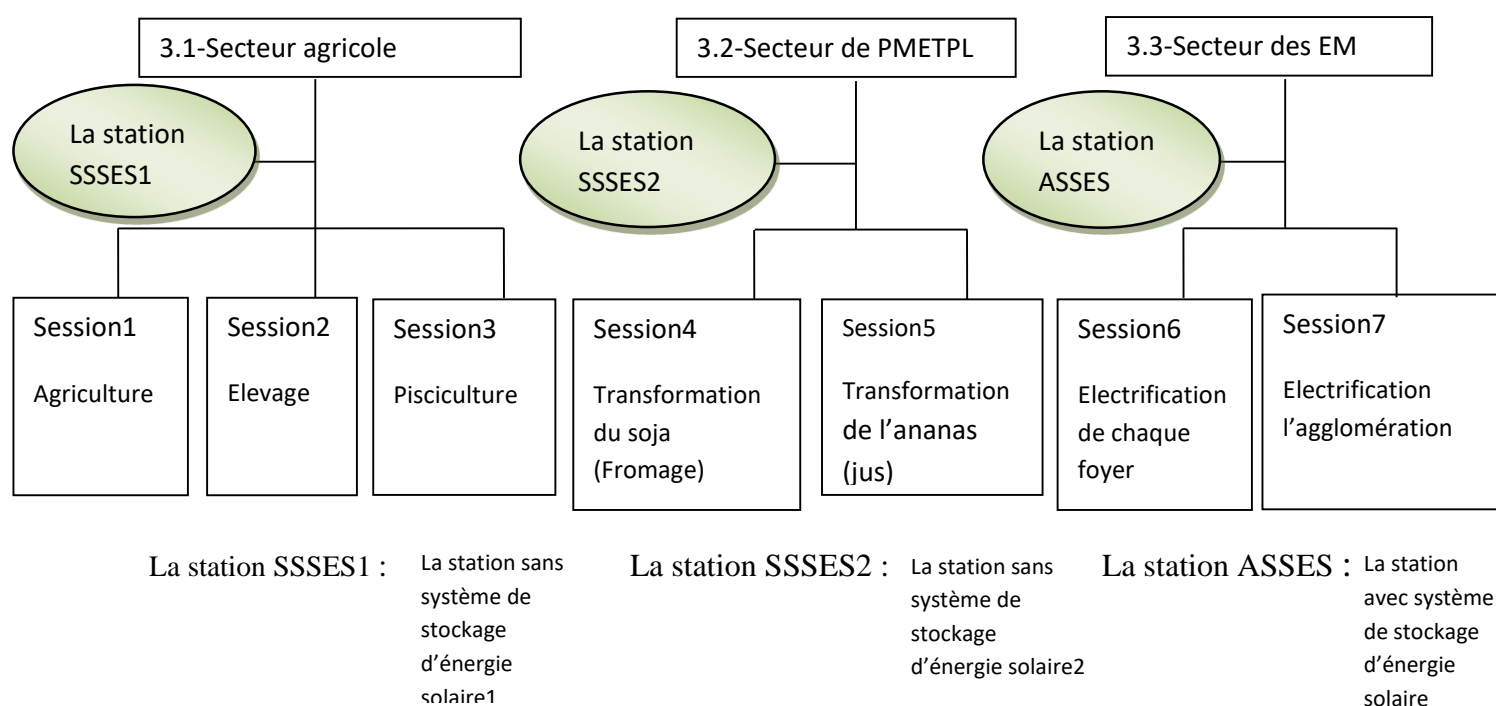 3.1-Secteur agricole
3.2-Secteur de PMETPL
3.3-Secteur des EM
La station
SSSES1
La station
SSSES2
La station
ASSES
Session1
Agriculture
Session2
Elevage
Session3
Pisciculture
Session4
Transformation
du soja
(Fromage)
Session5
Transformation
de l’ananas
(jus)
Session6
Electrification
de chaque
foyer
Session7
Electrification
l’agglomération
La station SSSES1 :
La station sans
système de
stockage
d’énergie
solaire1
La station SSSES2 :
La station sans
système de
stockage
d’énergie solaire2
La station ASSES :
La station
avec système
de stockage
d’énergie
solaire